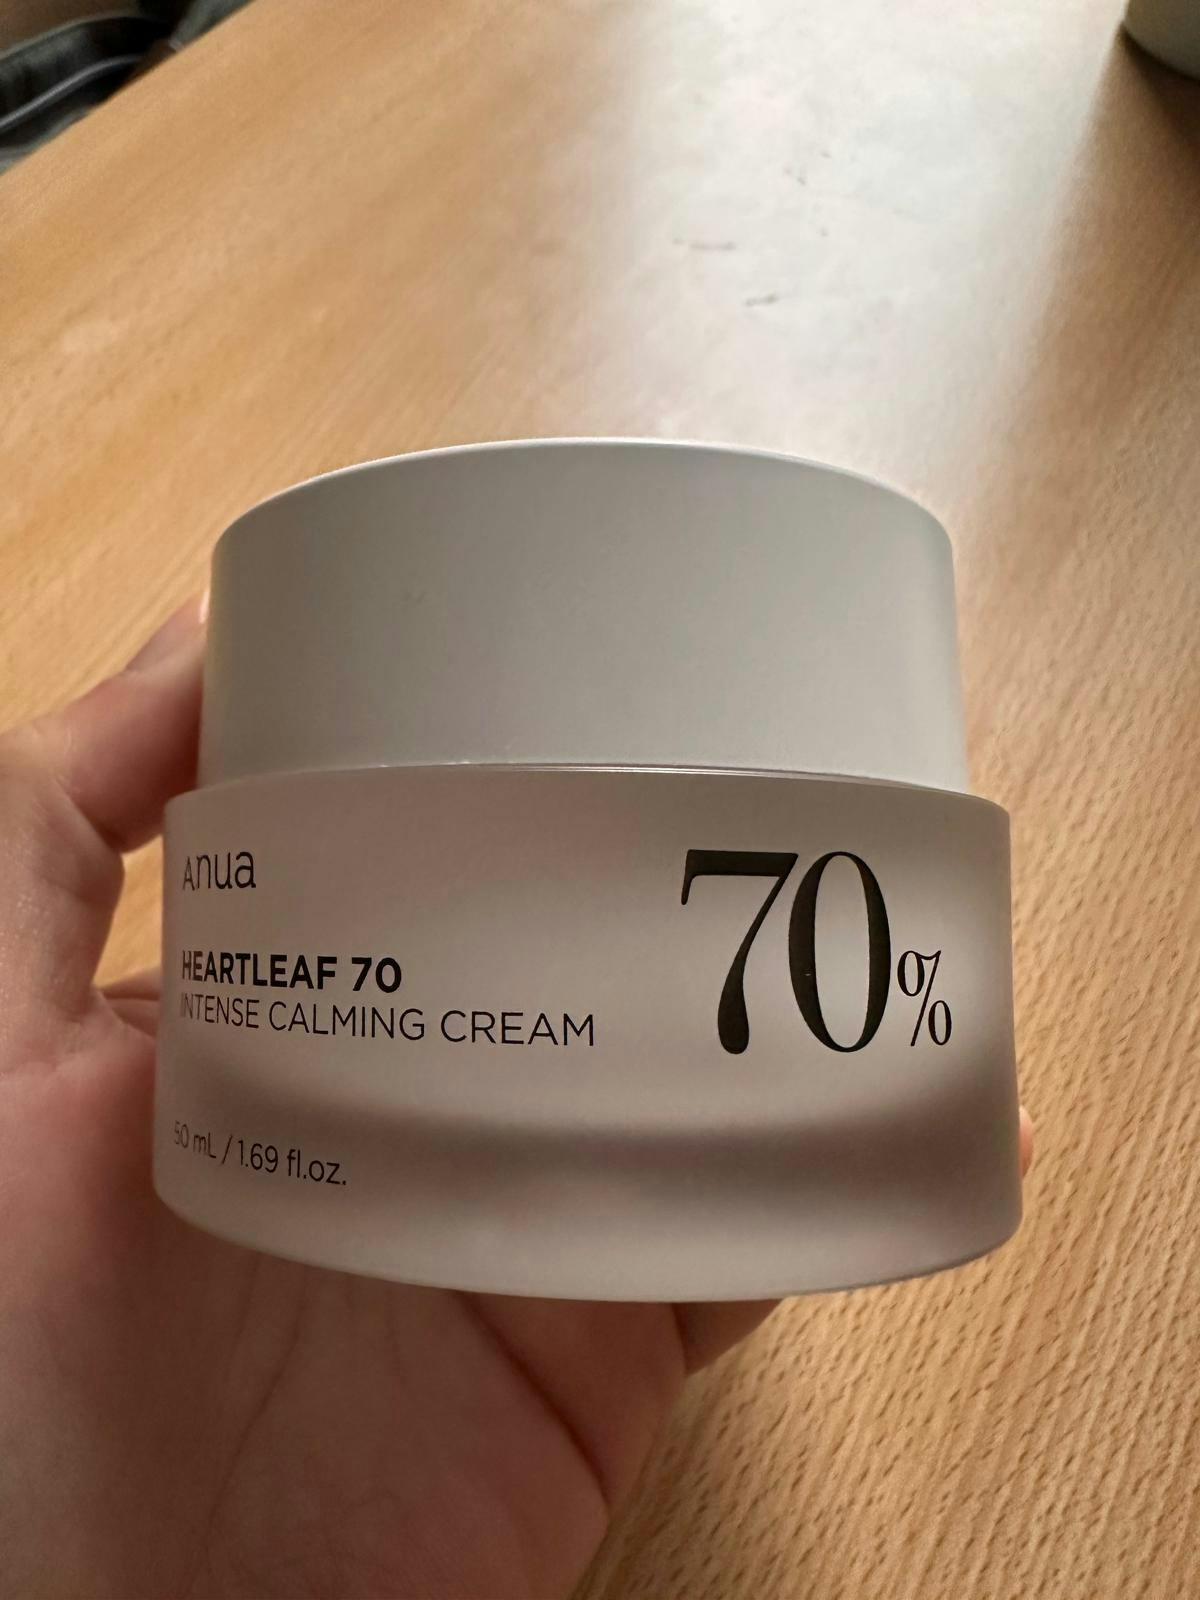 Anua
HEARTLEAF 70
INTENSE CALMING CREAM
70%
50 mL / 1.69 fl.oz.